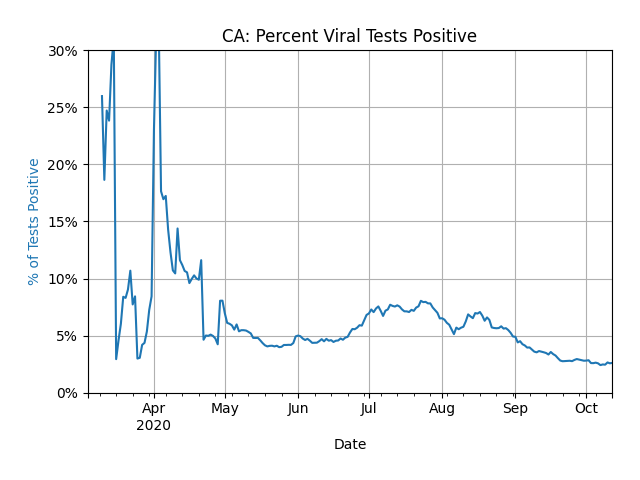 CA: Percent Viral Tests Positive
30%
25%
20%
15%
10%
5%
0%
% of Tests Positive
Apr May Jun Jul Aug Sep Oct
2020
Date